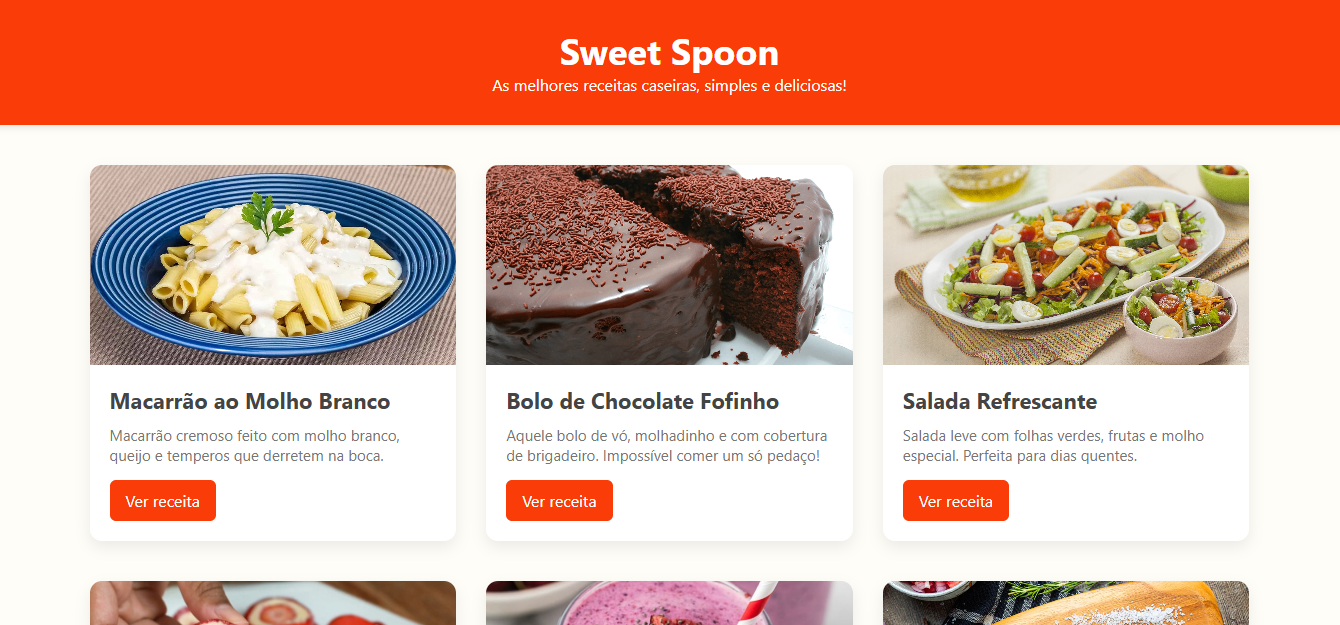 Sweet Spoon
As melhores receitas caseiras, simples e deliciosas!
Macarrão ao Molho Branco
Macarrão cremoso feito com molho branco,
queijo e temperos que derretem na boca.
Ver receita
Bolo de Chocolate Fofinho
Aquele bolo de vó, molhadinho e com cobertura
de brigadeiro. Impossível comer um só pedaço!
Ver receita
Salada Refrescante
Salada leve com folhas verdes, frutas e molho
especial. Perfeita para dias quentes.
Ver receita